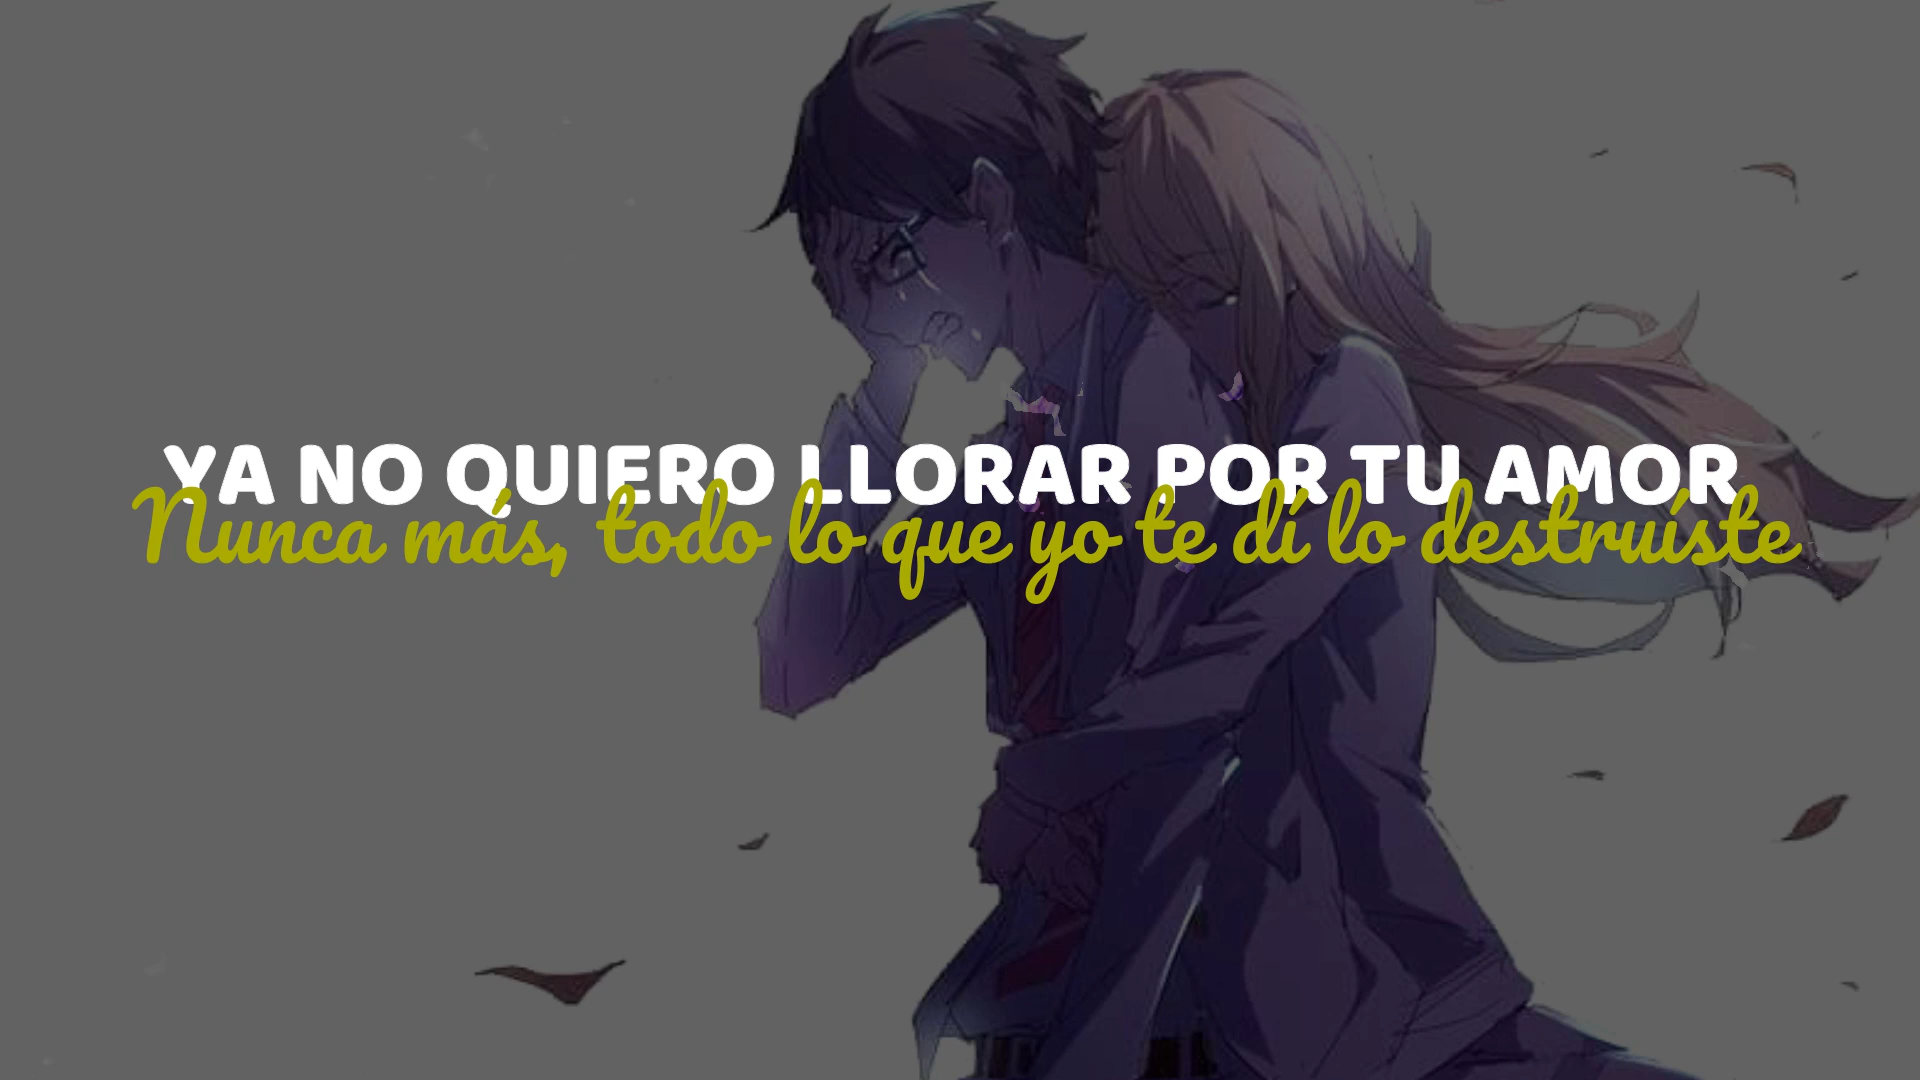 YA NO QUIERO LLORAR POR TU AMOR
Nunca más, todo lo que yo te dí lo destruíste